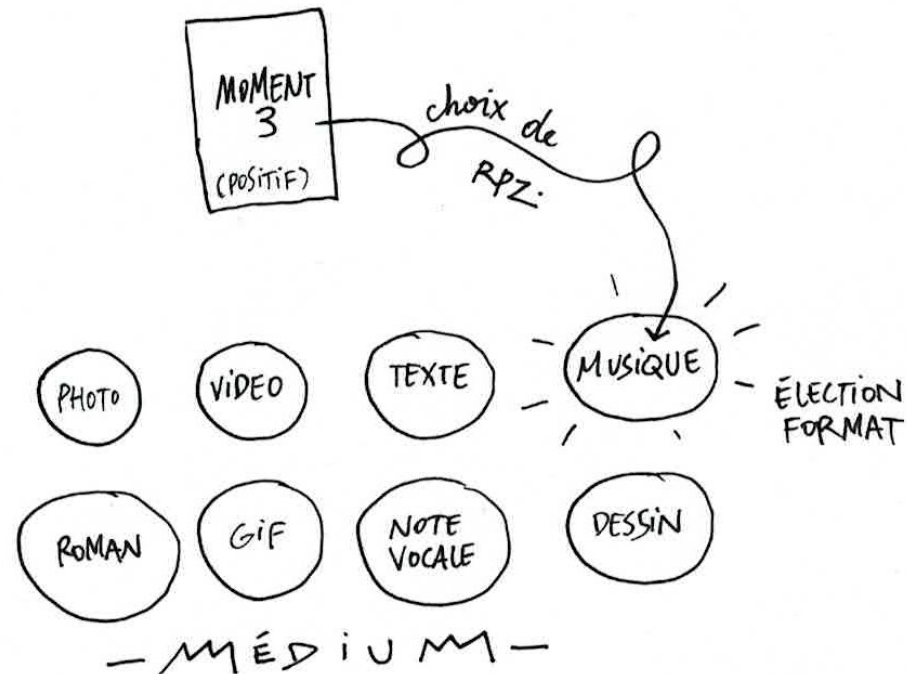 MOMENT
3
(POSITIF)
choix de
RPZ.
PHOTO
VIDEO
TEXTE
MUSIQUE
ÉLECTION
FORMAT
ROMAN
GIF
NOTE
VOCALE
DESSIN
- MÉDIUM -